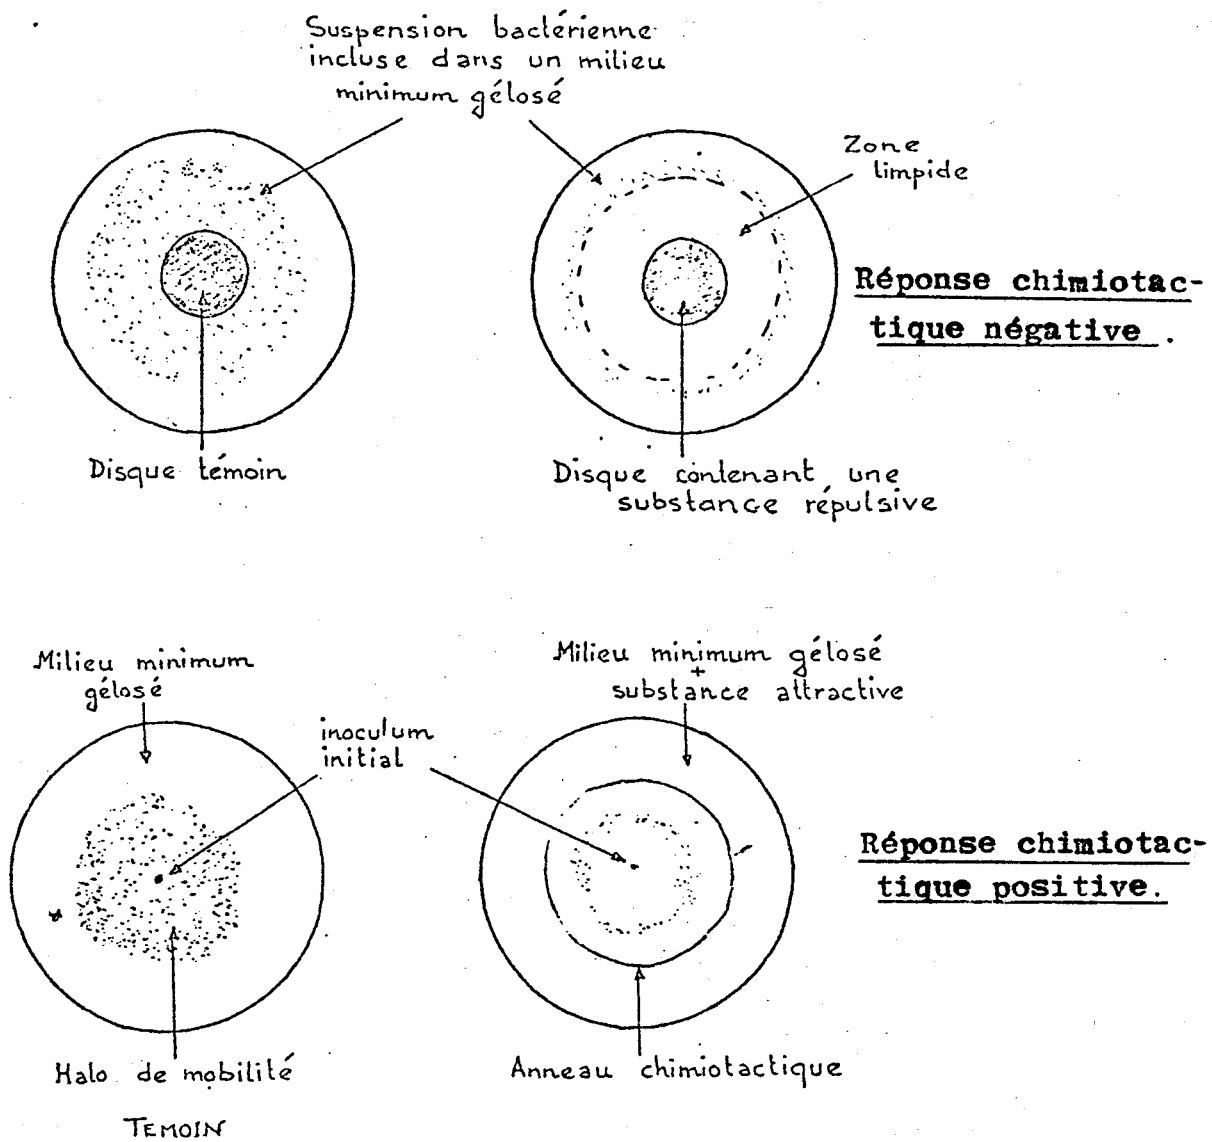 Suspension bactérienne
incluse dans un milieu
minimum gélosé
Zone
limpide
Réponse chimiotac-
tique négative.
Disque témoin
Disque contenant une
substance répulsive
Milieu minimum
gélosé
Milieu minimum gélosé
+
substance attractive
inoculum
initial
Réponse chimiotac-
tique positive.
Halo de mobilité
Anneau chimiotactique
TEMOIN